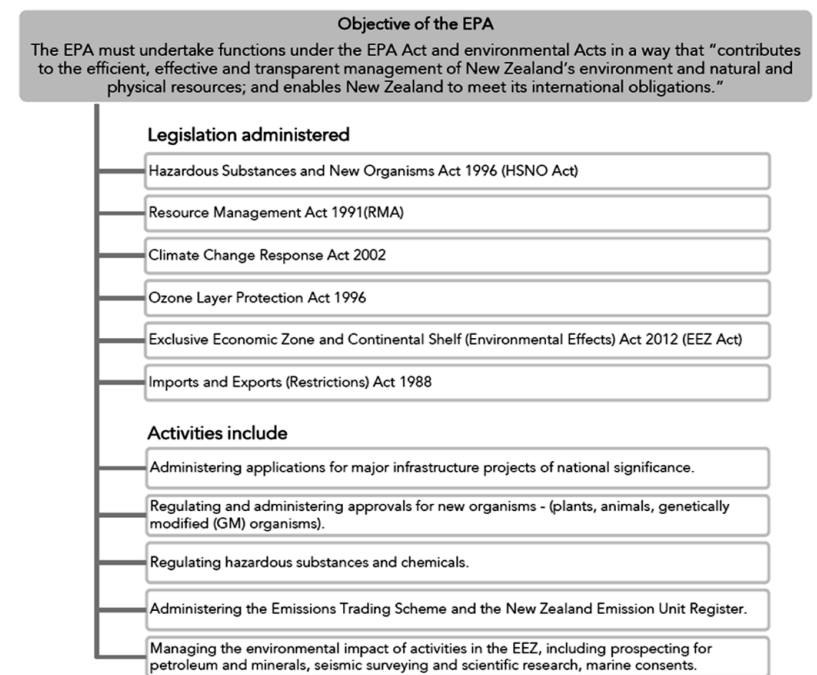 Objective of the EPA
The EPA must undertake functions under the EPA Act and environmental Acts in a way that “contributes
to the efficient, effective and transparent management of New Zealand’s environment and natural and
physical resources; and enables New Zealand to meet its international obligations.”
Legislation administered
Hazardous Substances and New Organisms Act 1996 (HSNO Act)
Resource Management Act 1991(RMA)
Climate Change Response Act 2002
Ozone Layer Protection Act 1996
Exclusive Economic Zone and Continental Shelf (Environmental Effects) Act 2012 (EEZ Act)
Imports and Exports (Restrictions) Act 1988
Activities include
Administering applications for major infrastructure projects of national significance.
Regulating and administering approvals for new organisms - (plants, animals, genetically
modified (GM) organisms).
Regulating hazardous substances and chemicals.
Administering the Emissions Trading Scheme and the New Zealand Emission Unit Register.
Managing the environmental impact of activities in the EEZ, including prospecting for
petroleum and minerals, seismic surveying and scientific research, marine consents.